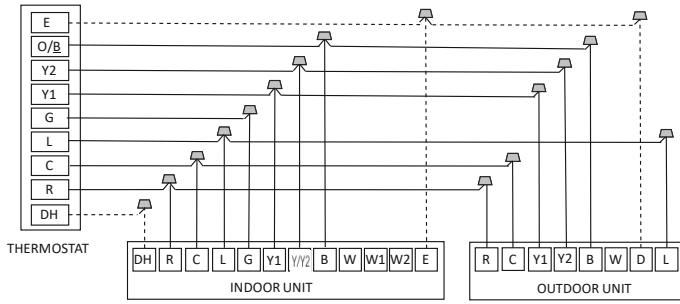 E
O/B
Y2
Y1
G
L
C
R
DH
THERMOSTAT
DH R C L G Y1 Y/Y2 B W W1 W2 E
INDOOR UNIT
R C Y1 Y2 B W D L
OUTDOOR UNIT